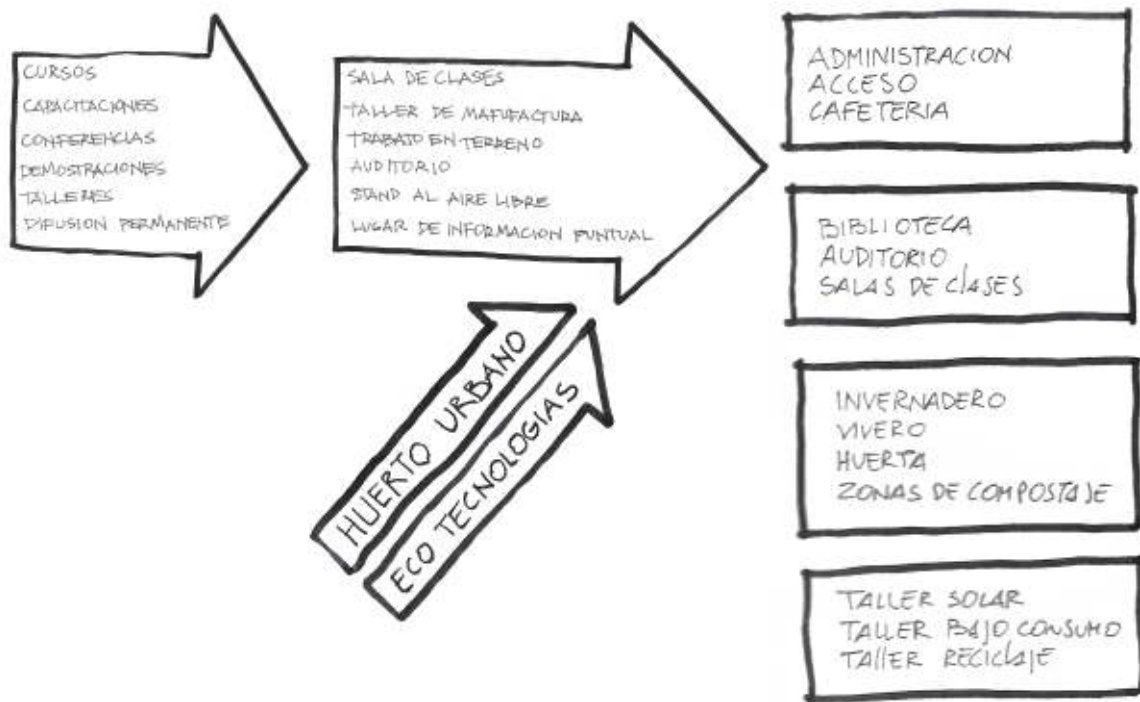 CURSOS
CAPACITACIONES
CONFERENCIAS
DEMOSTRACIONES
TALLERES
DIFUSION PERMANENTE
SALA DE CLASES
TALLER DE MAFUFACTURA
TRABAJO EN TERRENO
AUDITORIO
STAND AL AIRE LIBRE
LUGAR DE INFORMACION PUNTUAL
HUERTO URBANO
ECO TECNOLOGIAS
ADMINISTRACION
ACCESO
CAFETERIA
BIBLIOTECA
AUDITORIO
SALAS DE ClASES
INVERNADERO
VIVERO
HUERTA
ZONAS DE COMPOSTAJE
TALLER SOLAR
TALLER BAJO CONSUMO
TAllER RECIClAJE